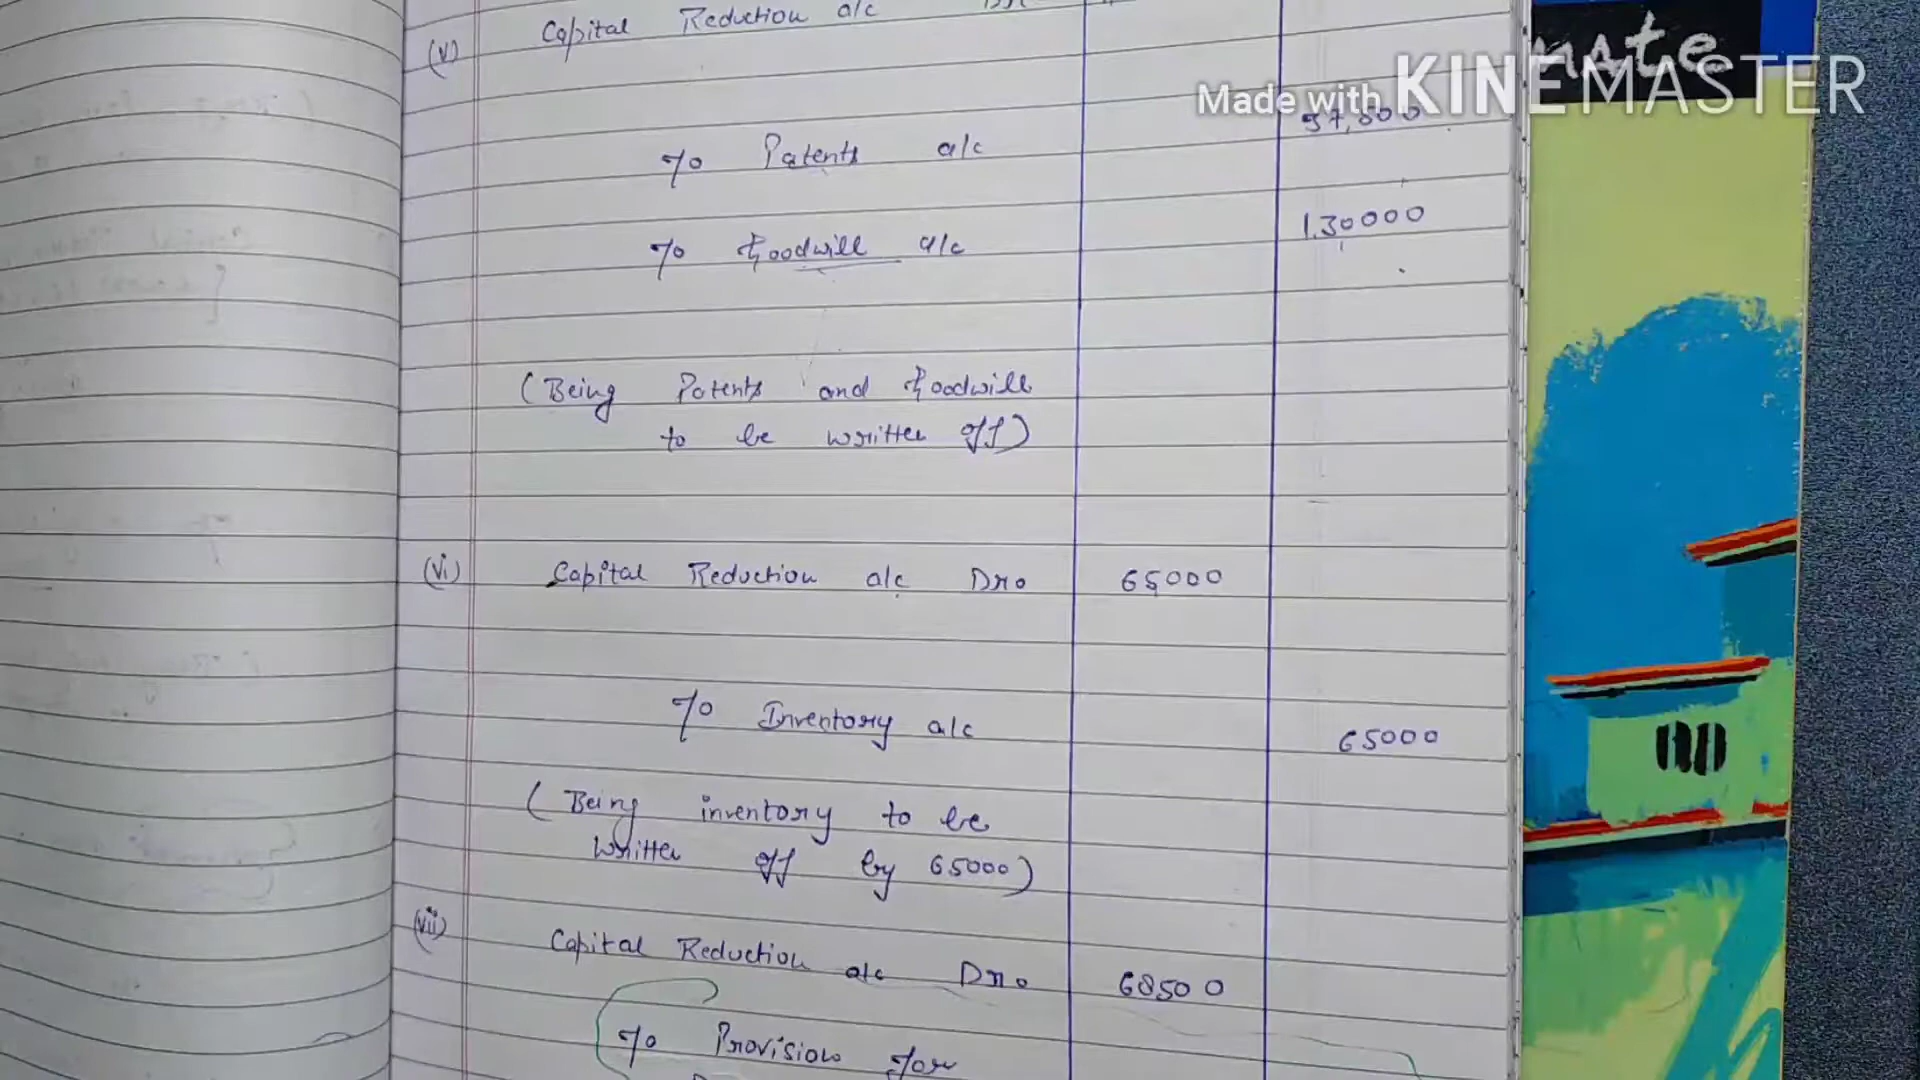 (v) Capital Reduction a/c Dr
mate
Made with KINEMASTER
To Patents a/c
To Goodwill a/c 1,30000
(Being Patents and Goodwill
to be written off)
(vi) Capital Reduction a/c Dr. 65000
To Inventory a/c 65000
(Being inventory to be
written off by 65000)
(vii) Capital Reduction a/c Dr. 68500
To Provision for